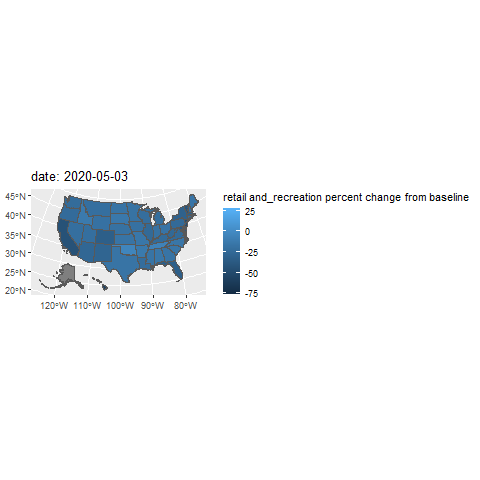 date: 2020-05-03
retail and_recreation percent change from baseline
45°N
40°N
35°N
30°N
25°N
20°N
25
0
-25
-50
-75
120°W 110°W 100°W 90°W 80°W